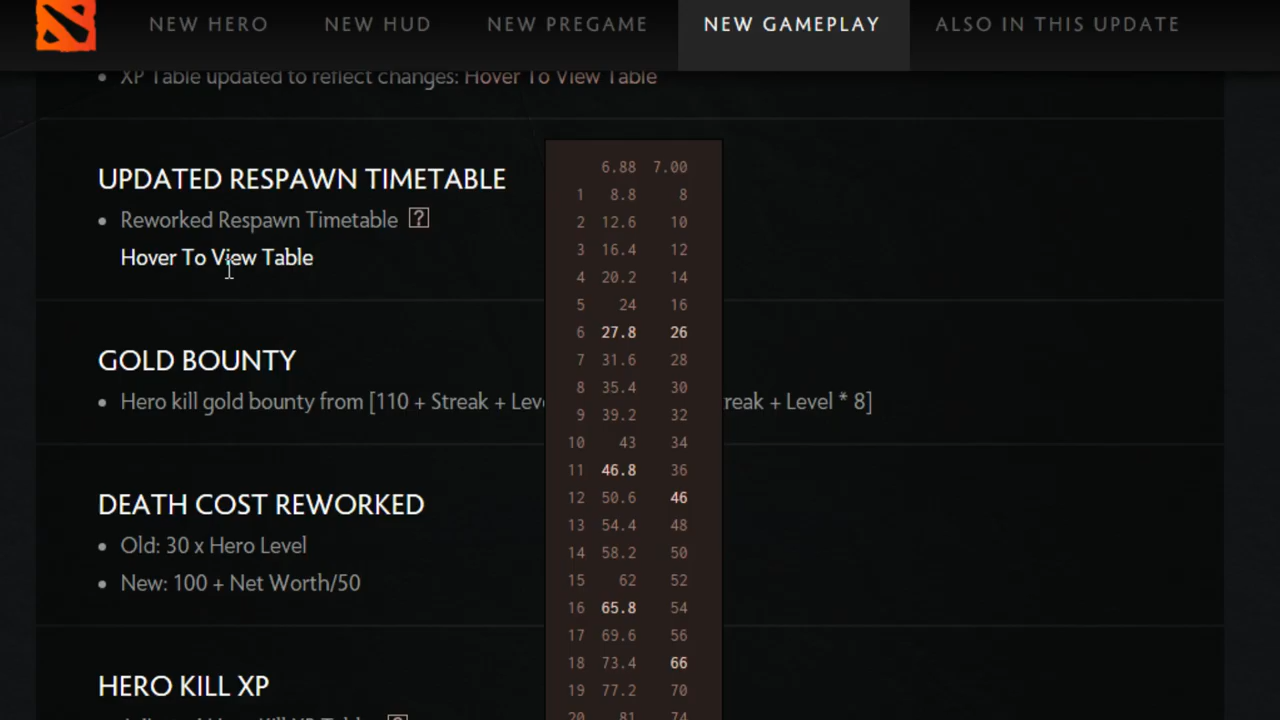 NEW HERO NEW HUD NEW PREGAME NEW GAMEPLAY ALSO IN THIS UPDATE
• XP Table updated to reflect changes: Hover To View Table
UPDATED RESPAWN TIMETABLE
• Reworked Respawn Timetable ?
Hover To View Table
GOLD BOUNTY
• Hero kill gold bounty from [110 + Streak + Leve reak + Level * 8]
DEATH COST REWORKED
• Old: 30 x Hero Level
• New: 100 + Net Worth/50
HERO KILL XP
6.88 7.00
1 8.8 8
2 12.6 10
3 16.4 12
4 20.2 14
5 24 16
6 27.8 26
7 31.6 28
8 35.4 30
9 39.2 32
10 43 34
11 46.8 36
12 50.6 46
13 54.4 48
14 58.2 50
15 62 52
16 65.8 54
17 69.6 56
18 73.4 66
19 77.2 70
20 81 74